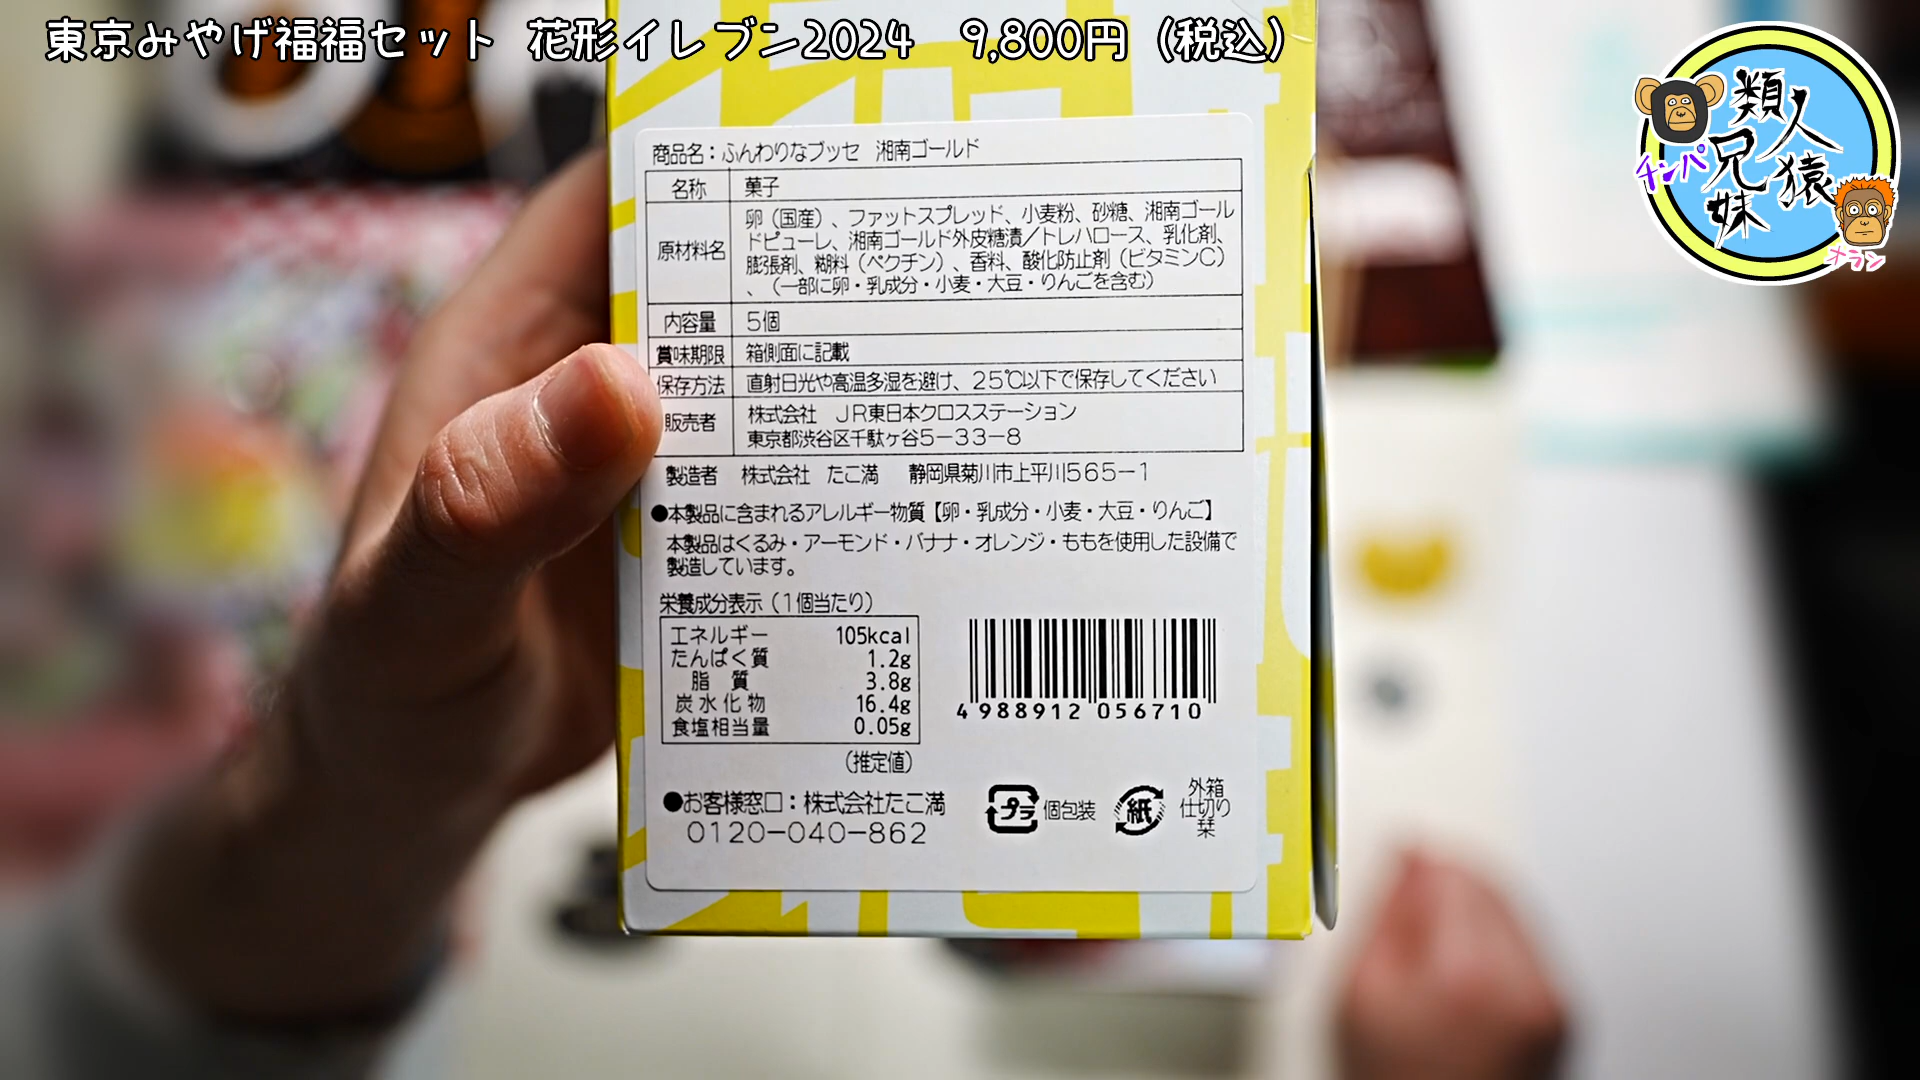 東京みやげ福福セット 花形イレブン2024 9,800円（税込）
類人猿
兄妹
チンパ
オラン
商品名：ふんわりなブッセ 湘南ゴールド
名称 菓子
原材料名 卵（国産）、ファットスプレッド、小麦粉、砂糖、湘南ゴール
ドピューレ、湘南ゴールド外皮糖漬／トレハロース、乳化剤、
膨張剤、糊料（ペクチン）、香料、酸化防止剤（ビタミンC）
、（一部に卵・乳成分・小麦・大豆・りんごを含む）
内容量 5個
賞味期限 箱側面に記載
保存方法 直射日光や高温多湿を避け、25℃以下で保存してください
販売者 株式会社 JR東日本クロスステーション
東京都渋谷区千駄ヶ谷5－33－8
製造者 株式会社 たこ満 静岡県菊川市上平川565－1
●本製品に含まれるアレルギー物質【卵・乳成分・小麦・大豆・りんご】
本製品はくるみ・アーモンド・バナナ・オレンジ・ももを使用した設備で
製造しています。
栄養成分表示（1個当たり）
エネルギー 105kcal
たんぱく質 1.2g
脂質 3.8g
炭水化物 16.4g
食塩相当量 0.05g
（推定値）
4 988912 056710
●お客様窓口：株式会社たこ満
0120－040－862
プラ 個包装
紙 外箱
仕切り
栞